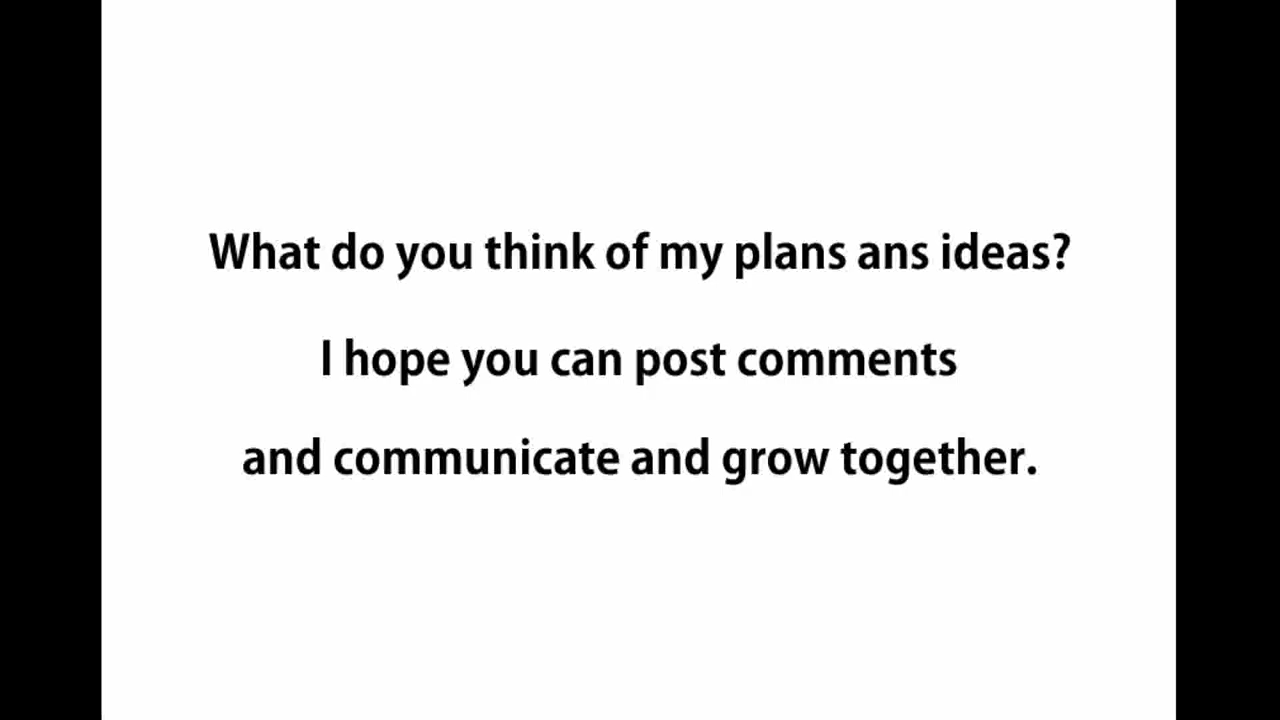 What do you think of my plans ans ideas?
I hope you can post comments
and communicate and grow together.